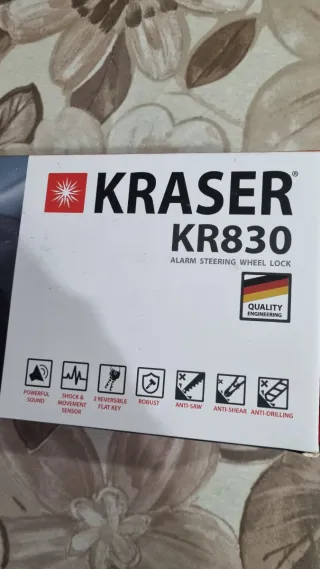 KRASER®
KR830
ALARM STEERING WHEEL LOCK
QUALITY
ENGINEERING
POWERFUL
SOUND
SHOCK &
MOVEMENT
SENSOR
2 REVERSIBLE
FLAT KEY
ROBUST
ANTI-SAW
ANTI-SHEAR
ANTI-DRILLING